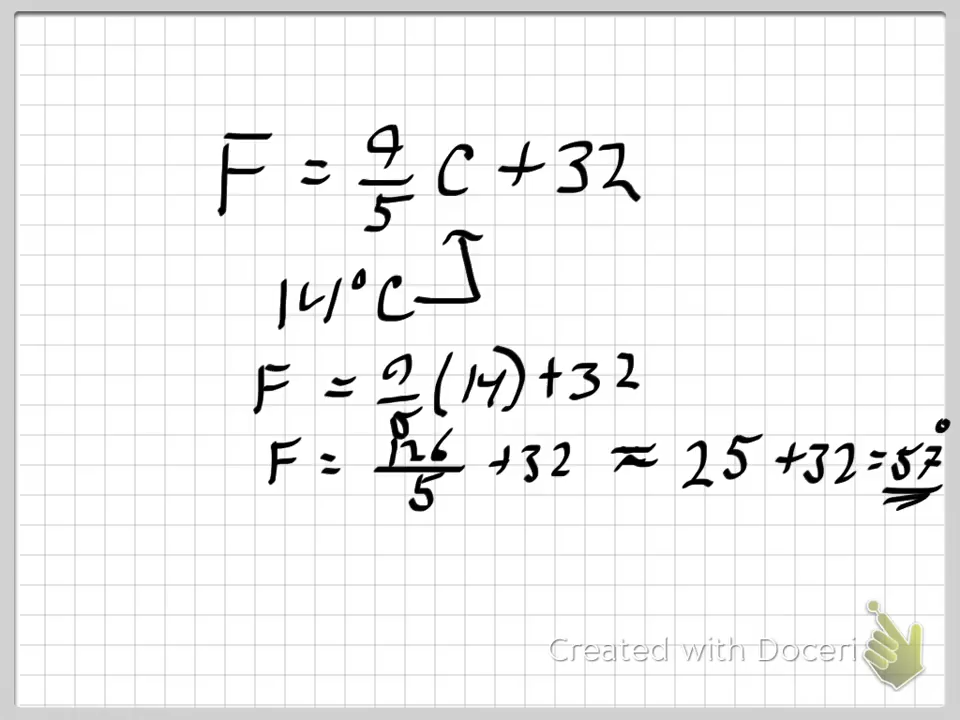 F = 9/5 C + 32
14°C
F = 9/5 (14) + 32
F = 126/5 + 32 ≈ 25 + 32 = 57°
Created with Doceri